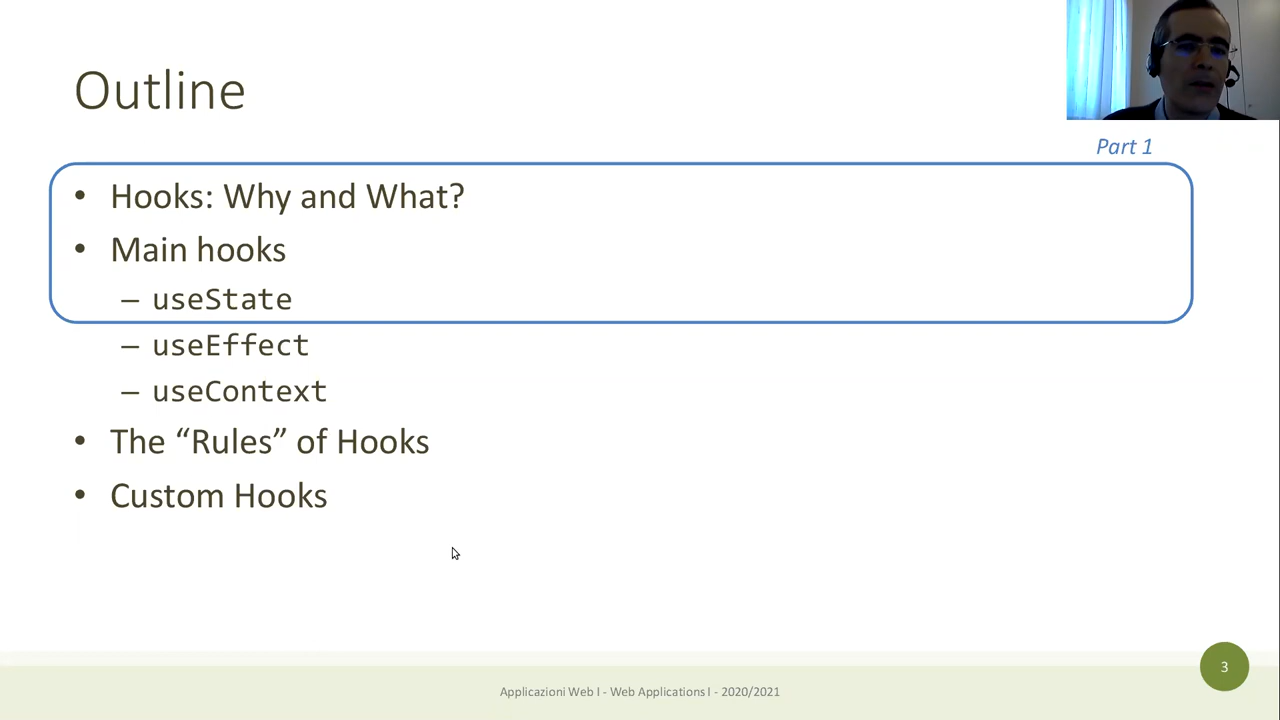 Outline
Part 1
• Hooks: Why and What?
• Main hooks
– useState
– useEffect
– useContext
• The “Rules” of Hooks
• Custom Hooks
Applicazioni Web I - Web Applications I - 2020/2021
3